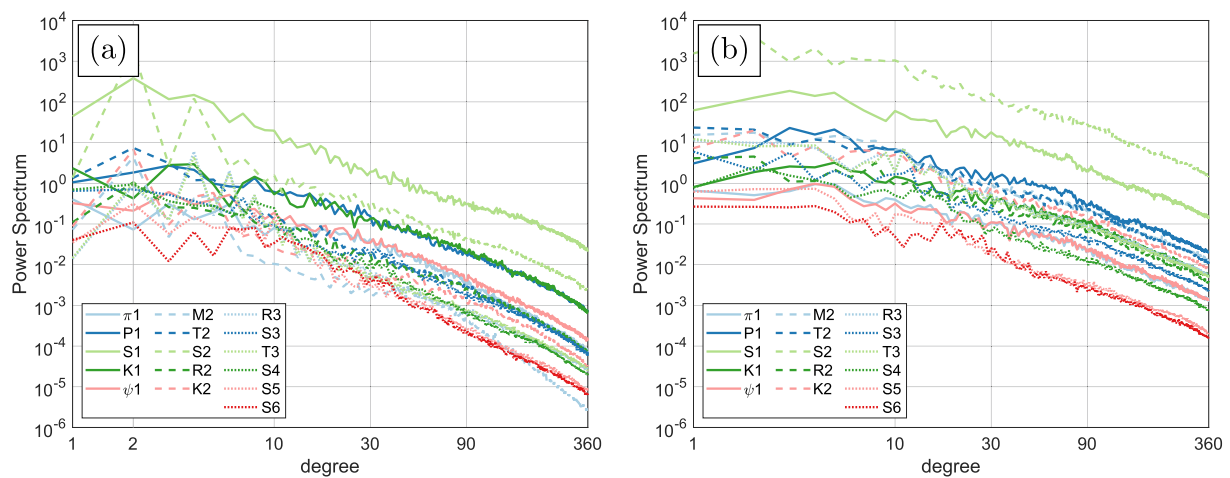 (a)
Power Spectrum
10^4
10^3
10^2
10^1
10^0
10^-1
10^-2
10^-3
10^-4
10^-5
10^-6
π1 M2 R3
P1 T2 S3
S1 S2 T3
K1 R2 S4
ψ1 K2 S5
S6
1 2 10 30 90 360
degree
(b)
Power Spectrum
10^4
10^3
10^2
10^1
10^0
10^-1
10^-2
10^-3
10^-4
10^-5
10^-6
π1 M2 R3
P1 T2 S3
S1 S2 T3
K1 R2 S4
ψ1 K2 S5
S6
1 10 30 90 360
degree